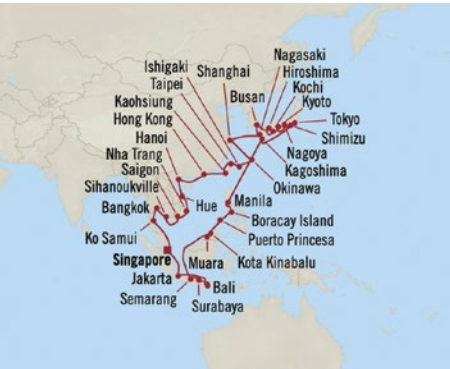 Nagasaki
Ishigaki Shanghai Hiroshima
Taipei Kochi
Kaohsiung Busan Kyoto
Hong Kong Tokyo
Hanoi Shimizu
Nha Trang Nagoya
Saigon Kagoshima
Sihanoukville Okinawa
Bangkok Hue Manila
Boracay Island
Ko Samui Puerto Princesa
Singapore Muara Kota Kinabalu
Jakarta Bali
Semarang Surabaya